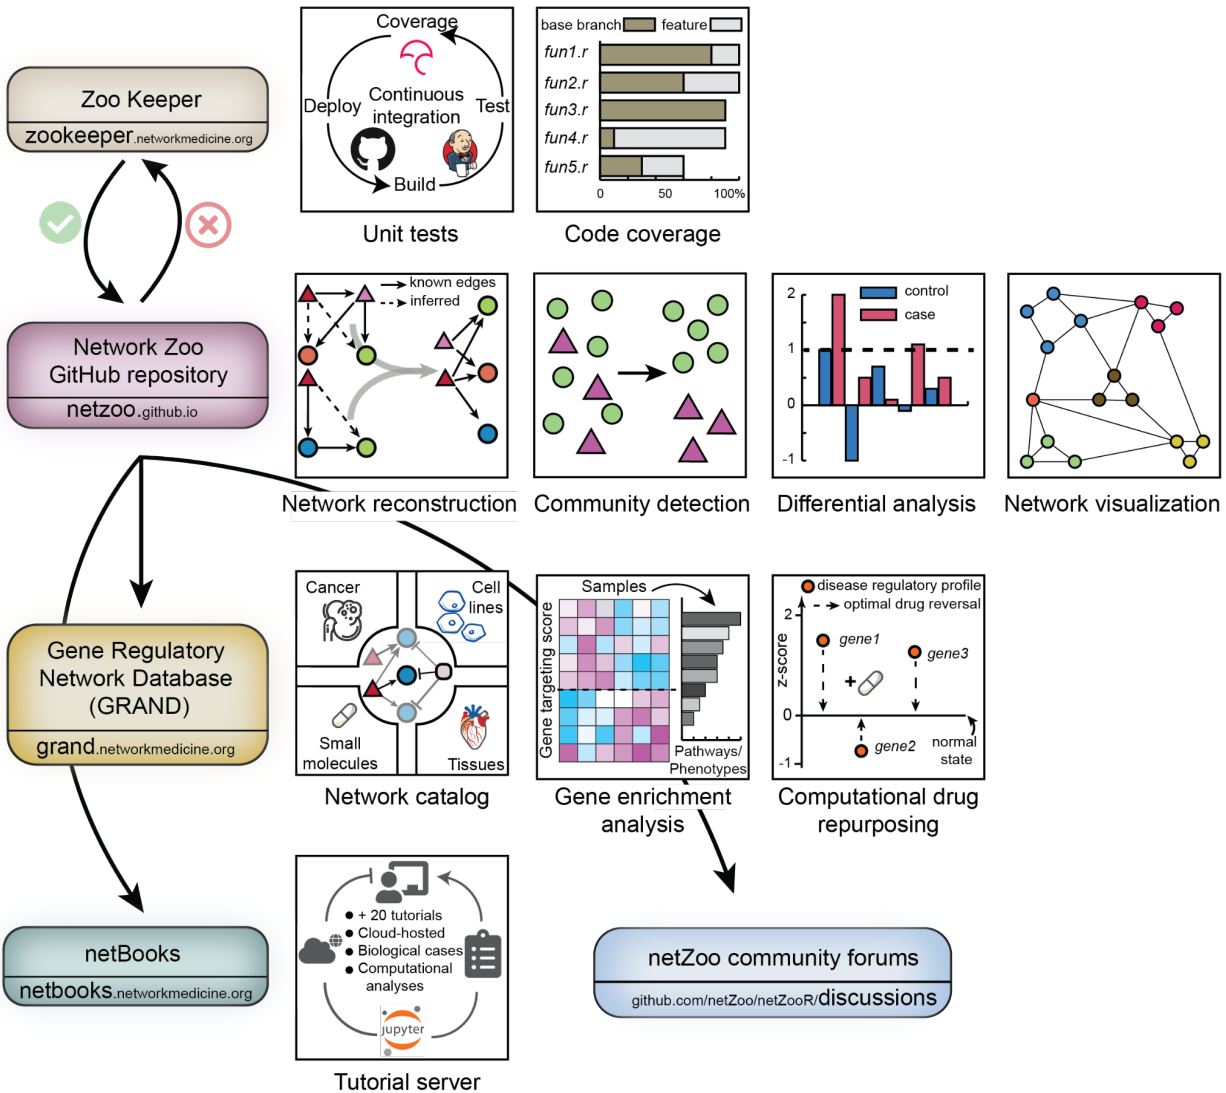 Zoo Keeper
zookeeper.networkmedicine.org
Coverage
Deploy
Continuous
integration
Test
Build
Unit tests
base branch
feature
fun1.r
fun2.r
fun3.r
fun4.r
fun5.r
0
50
100%
Code coverage
Network Zoo
GitHub repository
netzoo.github.io
known edges
inferred
Network reconstruction
Community detection
control
case
2
1
0
-1
Differential analysis
Network visualization
Gene Regulatory
Network Database
(GRAND)
grand.networkmedicine.org
Cancer
Cell
lines
Small
molecules
Tissues
Network catalog
Samples
Gene targeting score
Pathways/
Phenotypes
Gene enrichment
analysis
disease regulatory profile
optimal drug reversal
z-score
2
0
-1
gene1
gene3
+
gene2
normal
state
Computational drug
repurposing
netBooks
netbooks.networkmedicine.org
+ 20 tutorials
Cloud-hosted
Biological cases
Computational
analyses
jupyter
Tutorial server
netZoo community forums
github.com/netZoo/netZooR/discussions